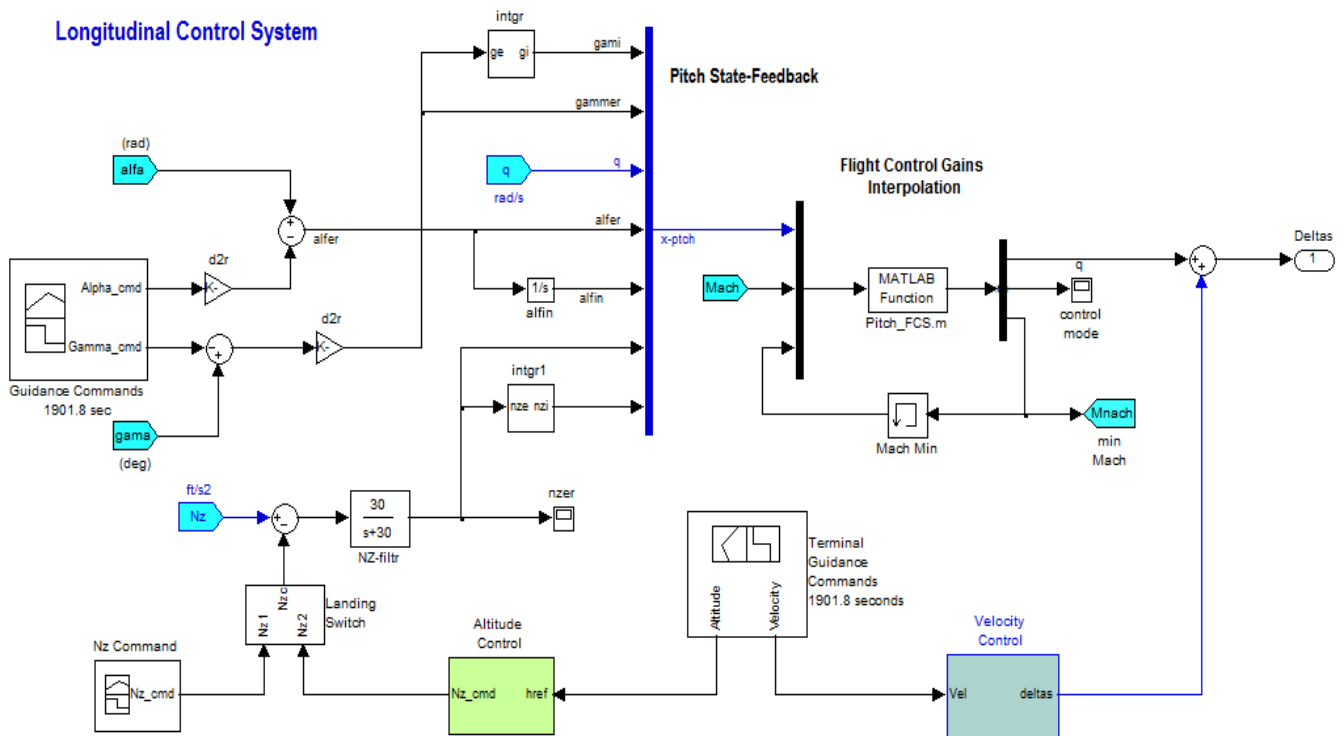 Longitudinal Control System
intgr
ge gi
gami
Pitch State-Feedback
gammer
(rad)
alfa
q
q
rad/s
Flight Control Gains
Interpolation
alfer
alfer
x-ptch
Deltas
1
d2r
K-
Alpha_cmd
Gamma_cmd
Guidance Commands
1901.8 sec
1/s
alfin
alfin
Mach
MATLAB
Function
Pitch_FCS.m
q
control
mode
d2r
K-
intgr1
nze nzi
gama
(deg)
Mach Min
Mnach
min
Mach
ft/s2
Nz
30
s+30
NZ-filtr
nzer
Nzc
Nz1
Nz2
Landing
Switch
Altitude
Velocity
Terminal
Guidance
Commands
1901.8 seconds
Nz Command
Nz_cmd
Altitude
Control
Nz_cmd href
Velocity
Control
Vel deltas